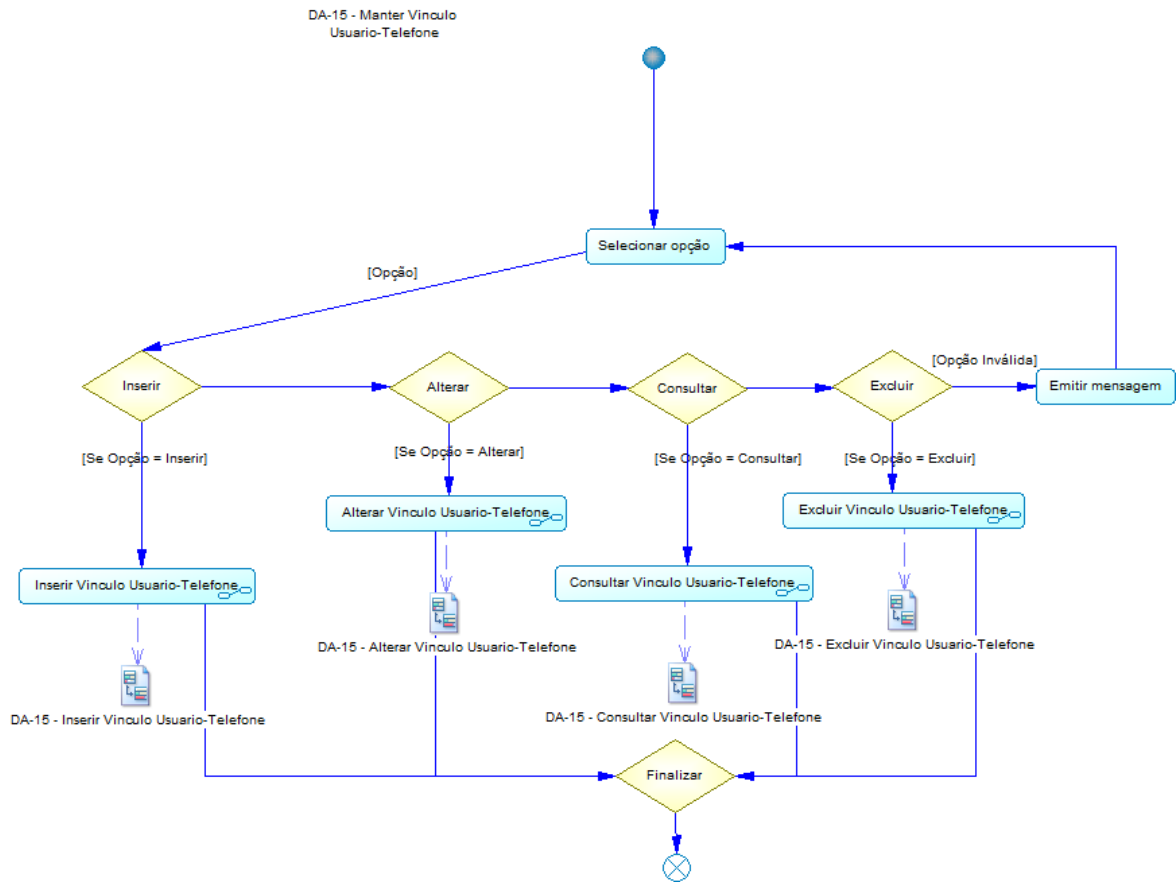 DA-15 - Manter Vinculo
Usuario-Telefone
Selecionar opção
[Opção]
[Opção Inválida]
Inserir
Alterar
Consultar
Excluir
Emitir mensagem
[Se Opção = Inserir]
[Se Opção = Alterar]
[Se Opção = Consultar]
[Se Opção = Excluir]
Alterar Vinculo Usuario-Telefone
Excluir Vinculo Usuario-Telefone
Inserir Vinculo Usuario-Telefone
Consultar Vinculo Usuario-Telefone
DA-15 - Alterar Vinculo Usuario-Telefone
DA-15 - Excluir Vinculo Usuario-Telefone
DA-15 - Inserir Vinculo Usuario-Telefone
DA-15 - Consultar Vinculo Usuario-Telefone
Finalizar